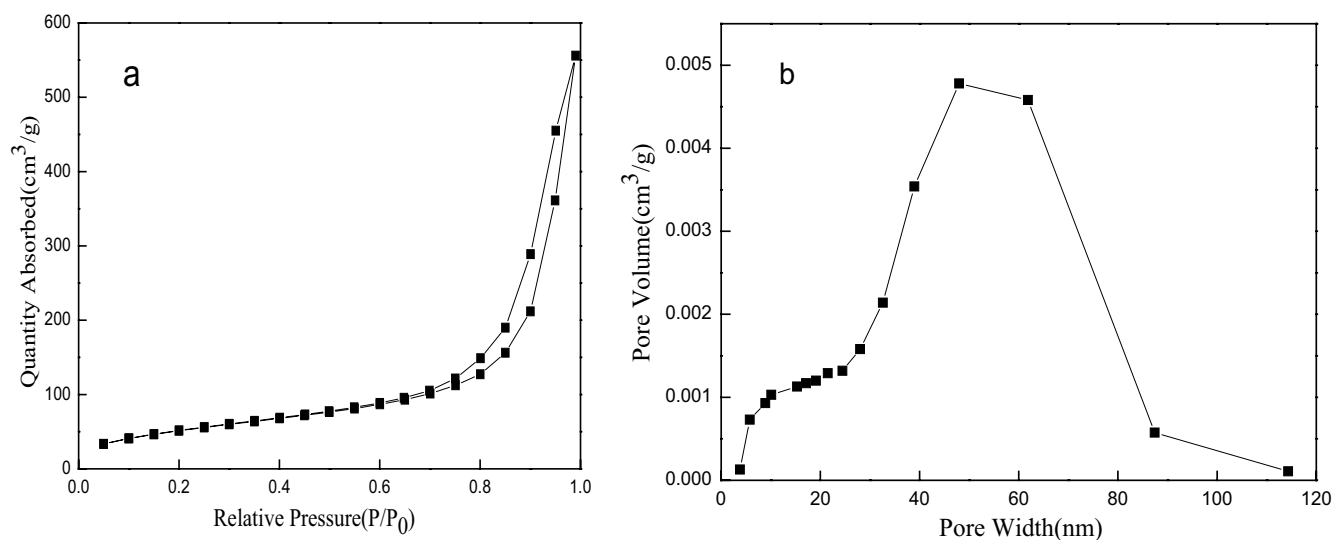 a
600
500
400
300
200
100
0
0.0 0.2 0.4 0.6 0.8 1.0
Quantity Absorbed(cm³/g)
Relative Pressure(P/P₀)
b
0.005
0.004
0.003
0.002
0.001
0.000
0 20 40 60 80 100 120
Pore Volume(cm³/g)
Pore Width(nm)